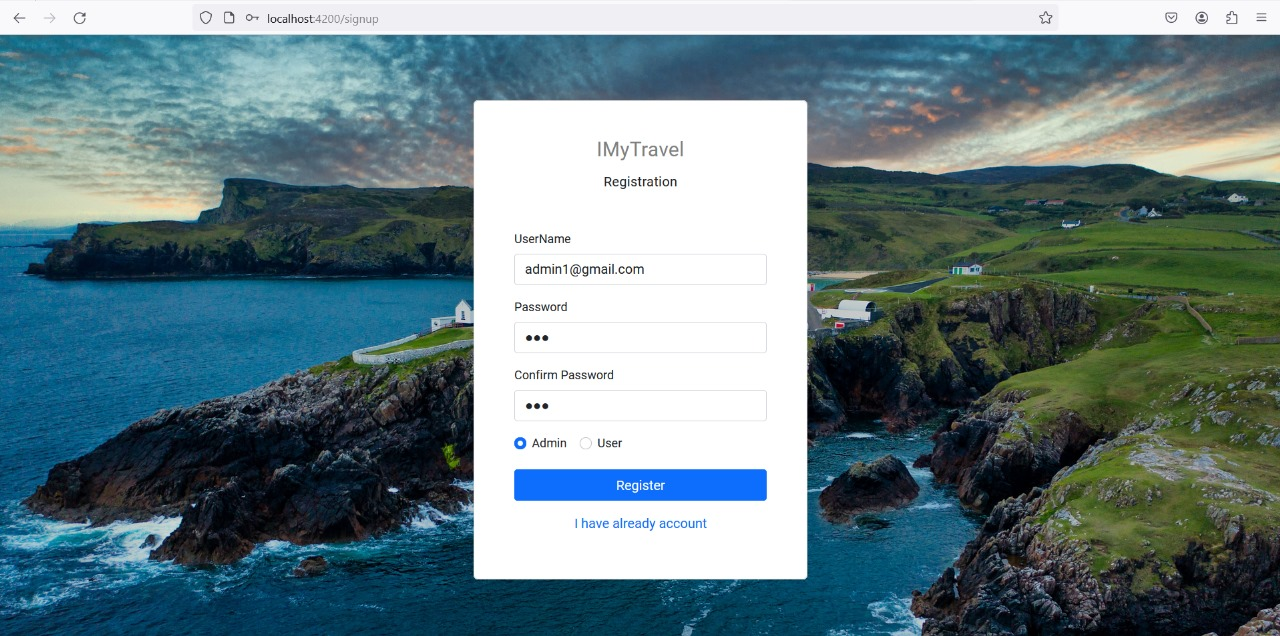 localhost:4200/signup
IMyTravel
Registration
UserName
admin1@gmail.com
Password
●●●
Confirm Password
●●●
Admin User
Register
I have already account